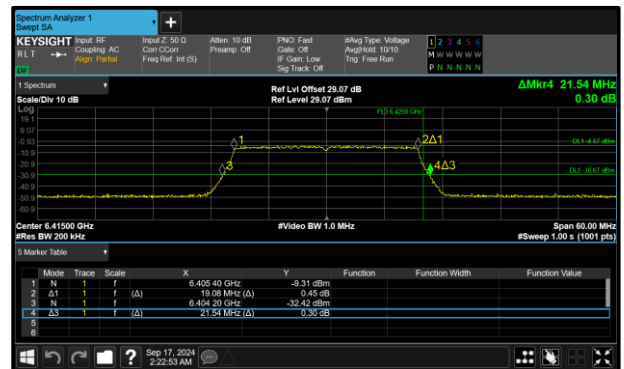 Spectrum Analyzer 1
Swept SA
+
KEYSIGHT Input: RF Input Z: 50 Ω Atten: 10 dB PNO: Fast #Avg Type: Voltage 1 2 3 4 5 6
RLT Coupling: AC Corr CCorr Preamp: Off Gate: Off Avg|Hold: 10/10 M W W W W W
Align: Partial Freq Ref: Int (S) IF Gain: Low Trig: Free Run
Sig Track: Off P N N N N N
1 Spectrum ΔMkr4 21.54 MHz
Ref Lvl Offset 29.07 dB
Scale/Div 10 dB Ref Level 29.07 dBm 0.30 dB
Log
19.1 FL3 6.4250 GHz
9.07
-0.93 1 2Δ1 DL1 -4.67 dBm
-10.9
-20.9 3 4Δ3 DL2 -30.67 dBm
-30.9
-40.9
-50.9
-60.9
Center 6.41500 GHz #Video BW 1.0 MHz Span 60.00 MHz
#Res BW 200 kHz #Sweep 1.00 s (1001 pts)
5 Marker Table
Mode Trace Scale X Y Function Function Width Function Value
1 N 1 f 6.405 40 GHz -9.31 dBm
2 Δ1 1 f (Δ) 19.08 MHz (Δ) 0.45 dB
3 N 1 f 6.404 20 GHz -32.42 dBm
4 Δ3 1 f (Δ) 21.54 MHz (Δ) 0.30 dB
5
6
? Sep 17, 2024
2:22:53 AM